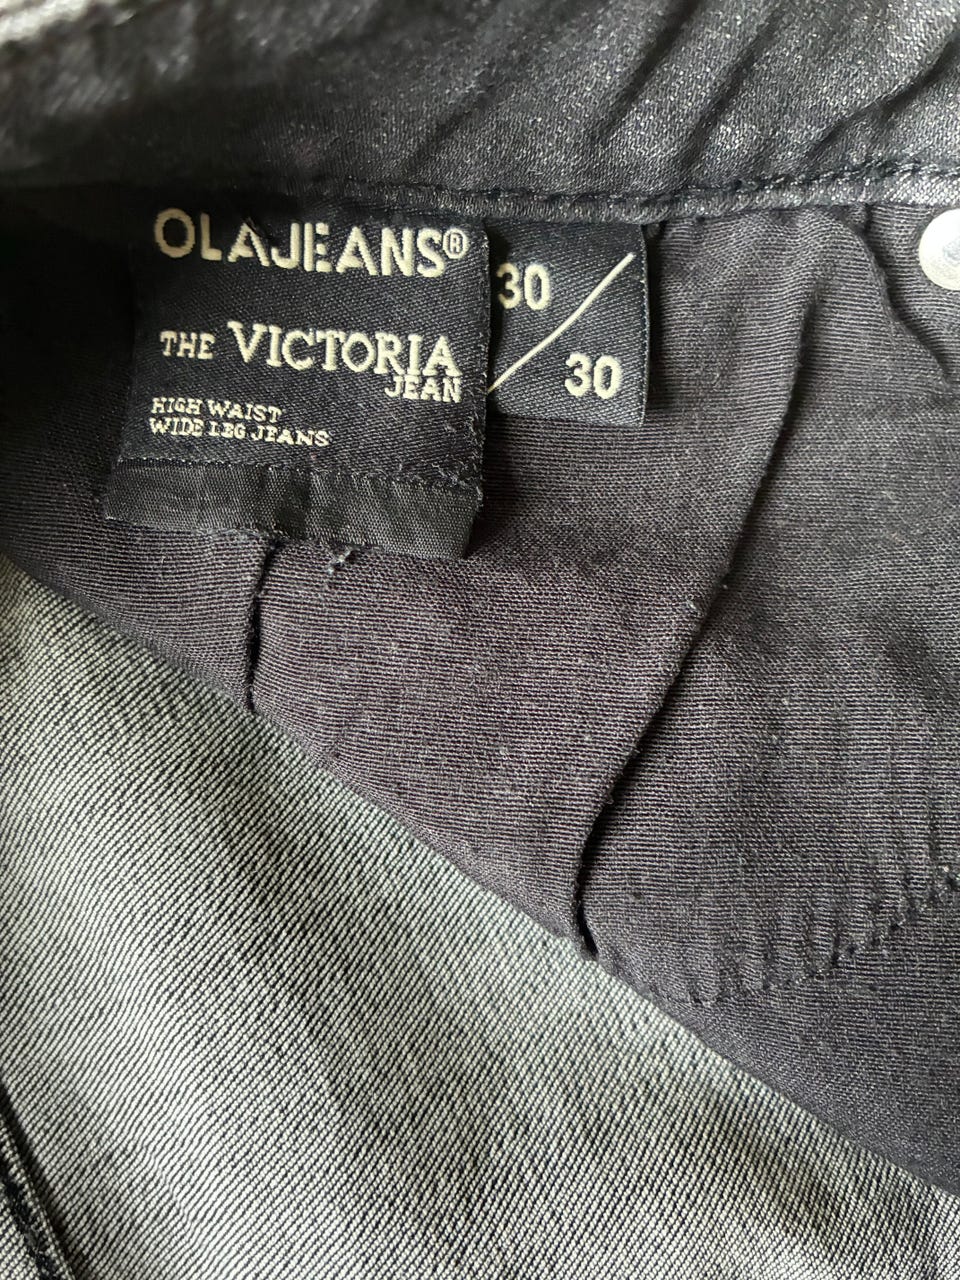 OLAJEANS®
THE VICTORIA
JEAN
HIGH WAIST
WIDE LEG JEANS
30
30